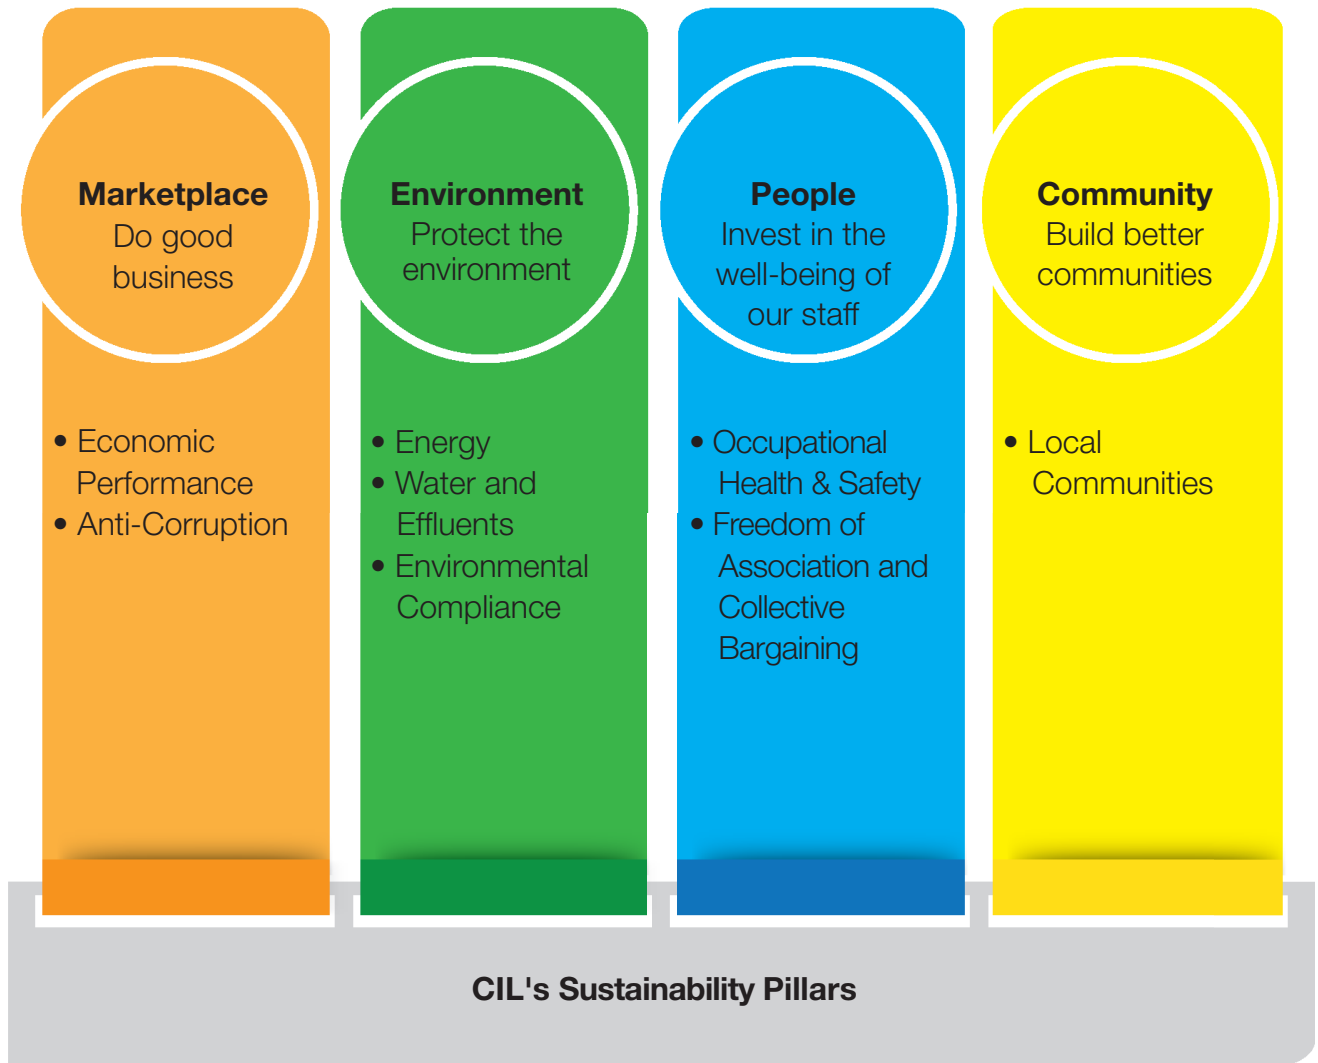 Marketplace
Do good
business
• Economic
Performance
• Anti-Corruption
Environment
Protect the
environment
• Energy
• Water and
Effluents
• Environmental
Compliance
People
Invest in the
well-being of
our staff
• Occupational
Health & Safety
• Freedom of
Association and
Collective
Bargaining
Community
Build better
communities
• Local
Communities
CIL's Sustainability Pillars